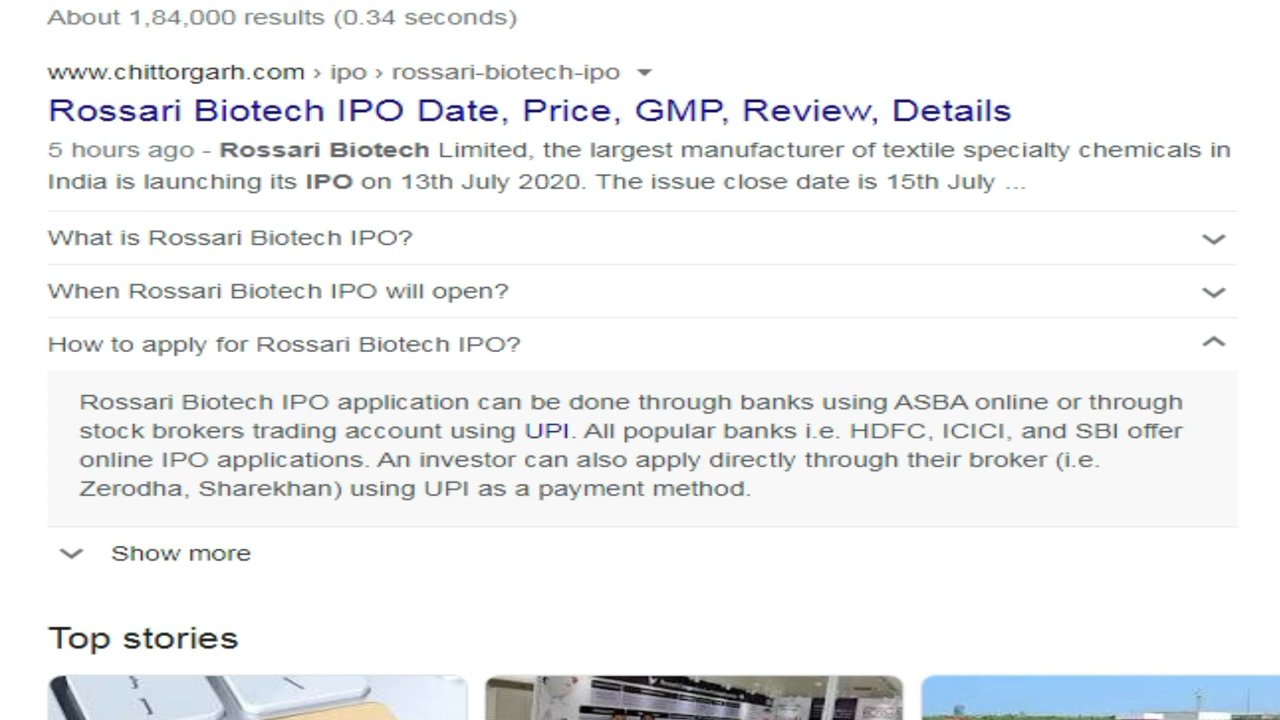 About 1,84,000 results (0.34 seconds)
www.chittorgarh.com › ipo › rossari-biotech-ipo
Rossari Biotech IPO Date, Price, GMP, Review, Details
5 hours ago - Rossari Biotech Limited, the largest manufacturer of textile specialty chemicals in
India is launching its IPO on 13th July 2020. The issue close date is 15th July ...
What is Rossari Biotech IPO?
When Rossari Biotech IPO will open?
How to apply for Rossari Biotech IPO?
Rossari Biotech IPO application can be done through banks using ASBA online or through
stock brokers trading account using UPI. All popular banks i.e. HDFC, ICICI, and SBI offer
online IPO applications. An investor can also apply directly through their broker (i.e.
Zerodha, Sharekhan) using UPI as a payment method.
Show more
Top stories